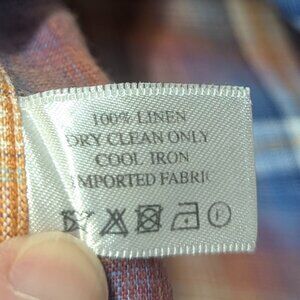 100% LINEN
DRY CLEAN ONLY
COOL IRON
IMPORTED FABRIC